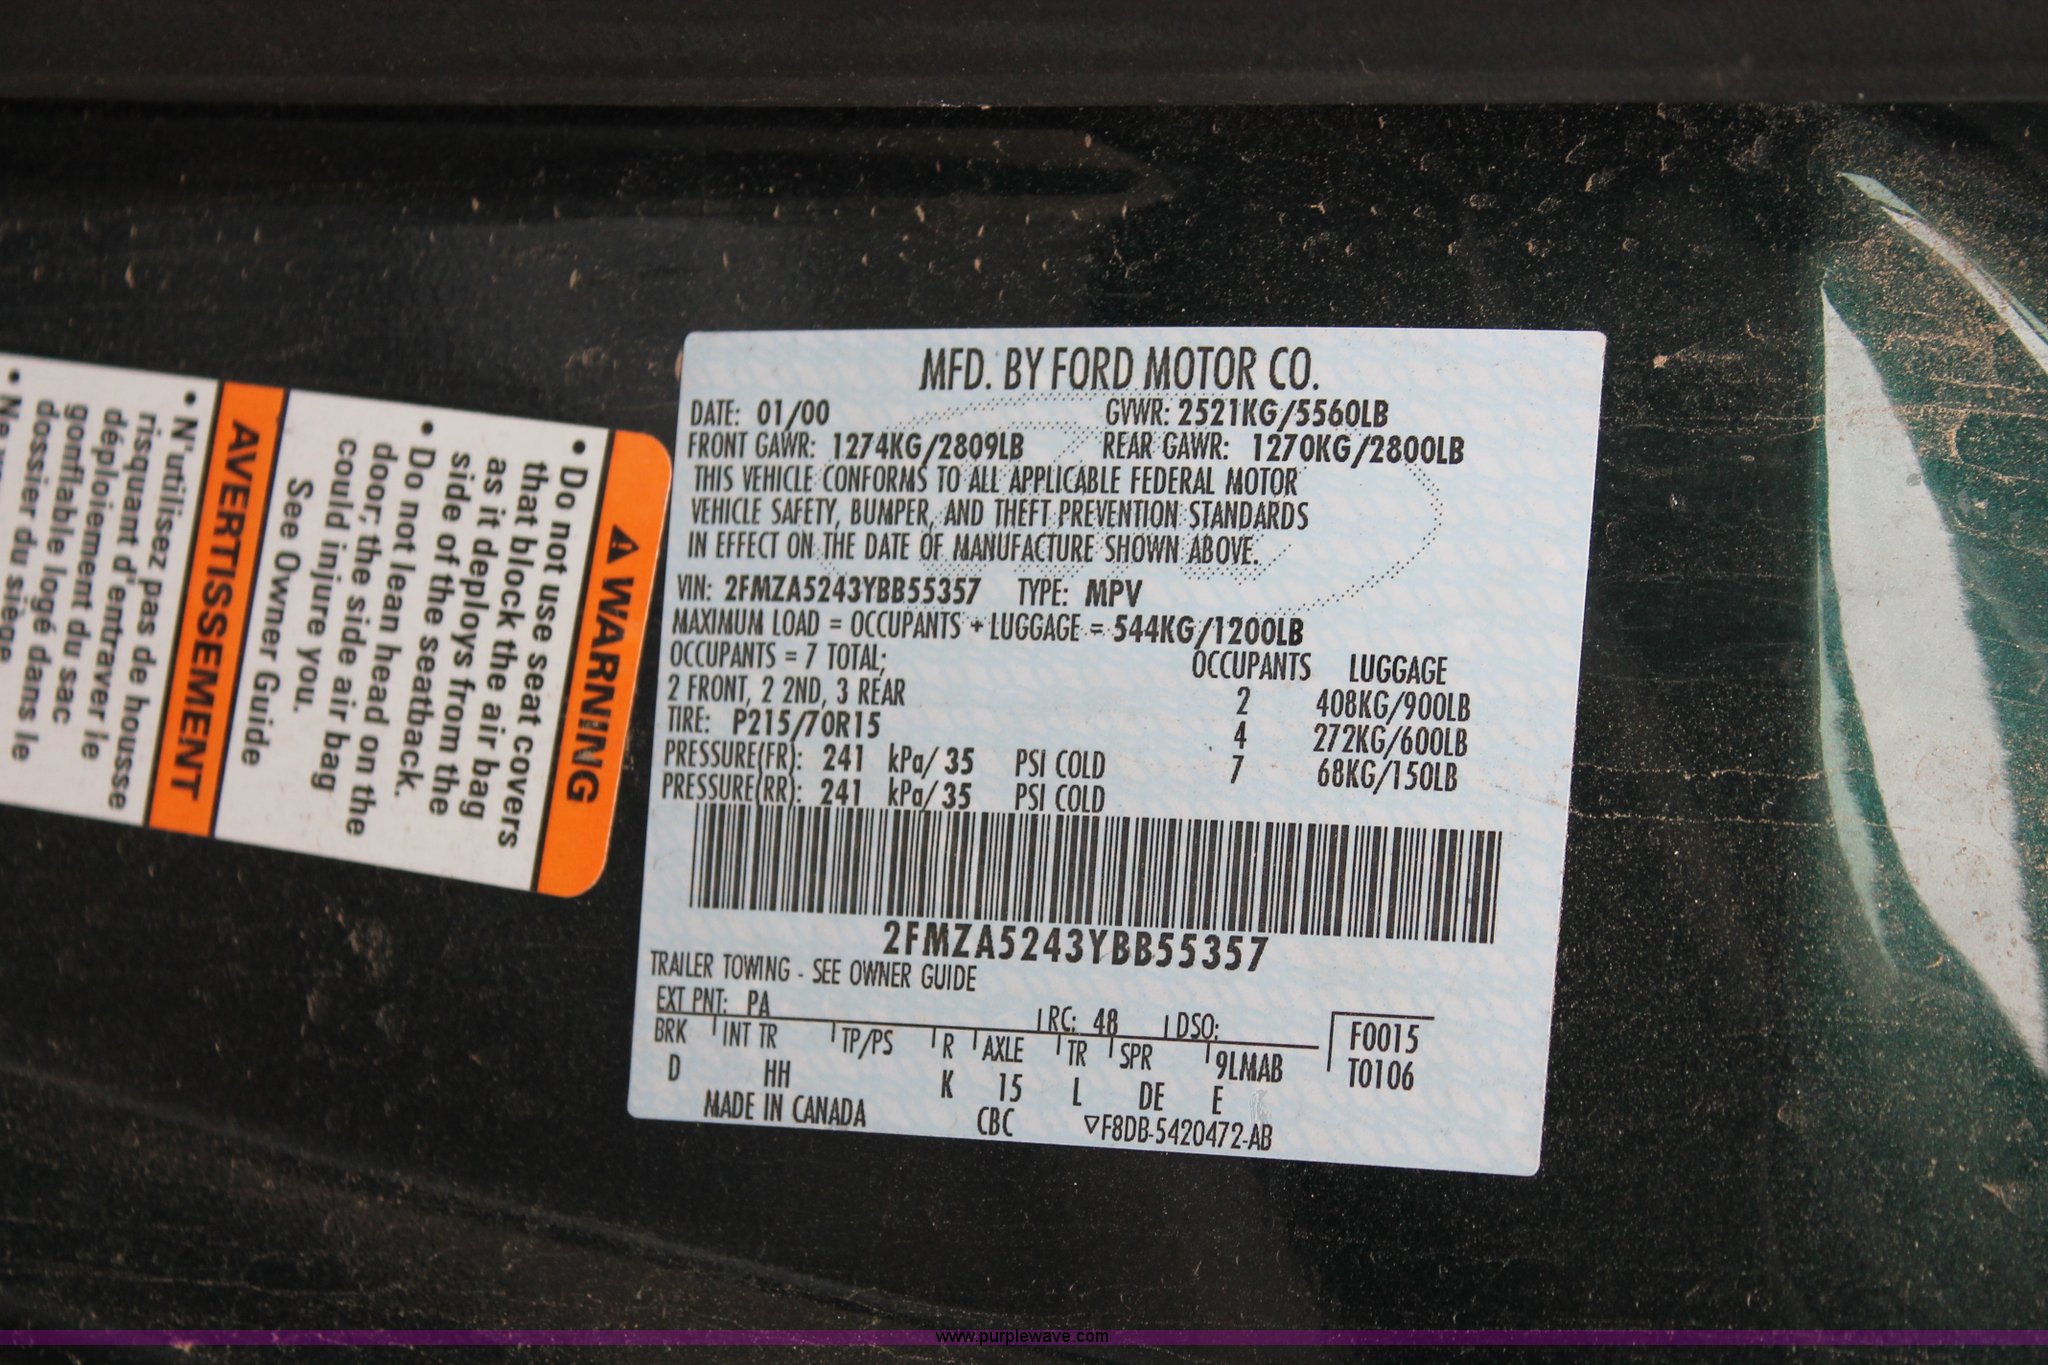 MFD. BY FORD MOTOR CO.
DATE: 01/00 GVWR: 2521KG/5560LB
FRONT GAWR: 1274KG/2809LB REAR GAWR: 1270KG/2800LB
THIS VEHICLE CONFORMS TO ALL APPLICABLE FEDERAL MOTOR
VEHICLE SAFETY, BUMPER, AND THEFT PREVENTION STANDARDS
IN EFFECT ON THE DATE OF MANUFACTURE SHOWN ABOVE.
VIN: 2FMZA5243YBB55357 TYPE: MPV
MAXIMUM LOAD = OCCUPANTS + LUGGAGE = 544KG/1200LB
OCCUPANTS = 7 TOTAL; OCCUPANTS LUGGAGE
2 FRONT, 2 2ND, 3 REAR 2 408KG/900LB
TIRE: P215/70R15 4 272KG/600LB
PRESSURE(FR): 241 kPa/ 35 PSI COLD 7 68KG/150LB
PRESSURE(RR): 241 kPa/ 35 PSI COLD
2FMZA5243YBB55357
TRAILER TOWING - SEE OWNER GUIDE
EXT PNT: PA RC: 48 DSO: F0015
BRK INT TR TP/PS R AXLE TR SPR 9LMAB T0106
D HH K 15 L DE E
MADE IN CANADA CBC ▽F8DB-5420472-AB
⚠ WARNING
• Do not use seat covers
that block the air bag
as it deploys from the
side of the seatback.
• Do not lean head on the
door; the side air bag
could injure you.
See Owner Guide
AVERTISSEMENT
• N'utilisez pas de housse
risquant d'entraver le
déploiement du sac
gonflable logé dans le
dosssier du siège
• Ne
www.purplewave.com